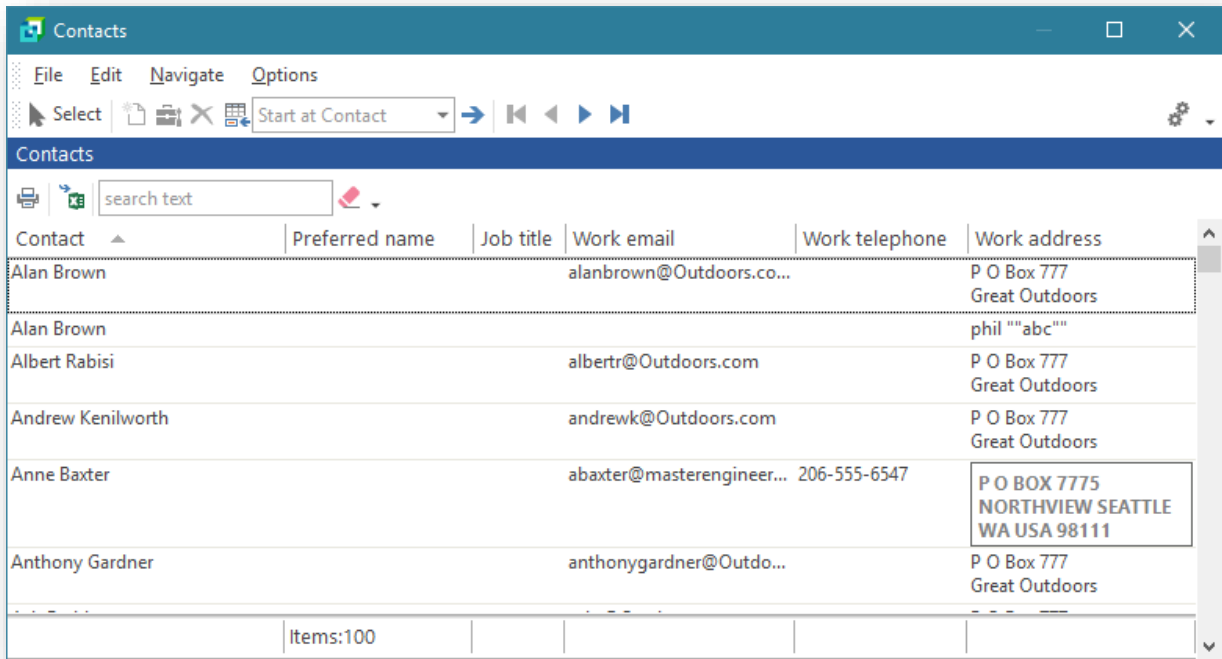 Contacts
File Edit Navigate Options
Select Start at Contact
Contacts
search text
Contact Preferred name Job title Work email Work telephone Work address
Alan Brown alanbrown@Outdoors.co... P O Box 777
Great Outdoors
Alan Brown phil ""abc""
Albert Rabisi albertr@Outdoors.com P O Box 777
Great Outdoors
Andrew Kenilworth andrewk@Outdoors.com P O Box 777
Great Outdoors
Anne Baxter abaxter@masterengineer... 206-555-6547 P O BOX 7775
NORTHVIEW SEATTLE
WA USA 98111
Anthony Gardner anthonygardner@Outdo... P O Box 777
Great Outdoors
Items:100